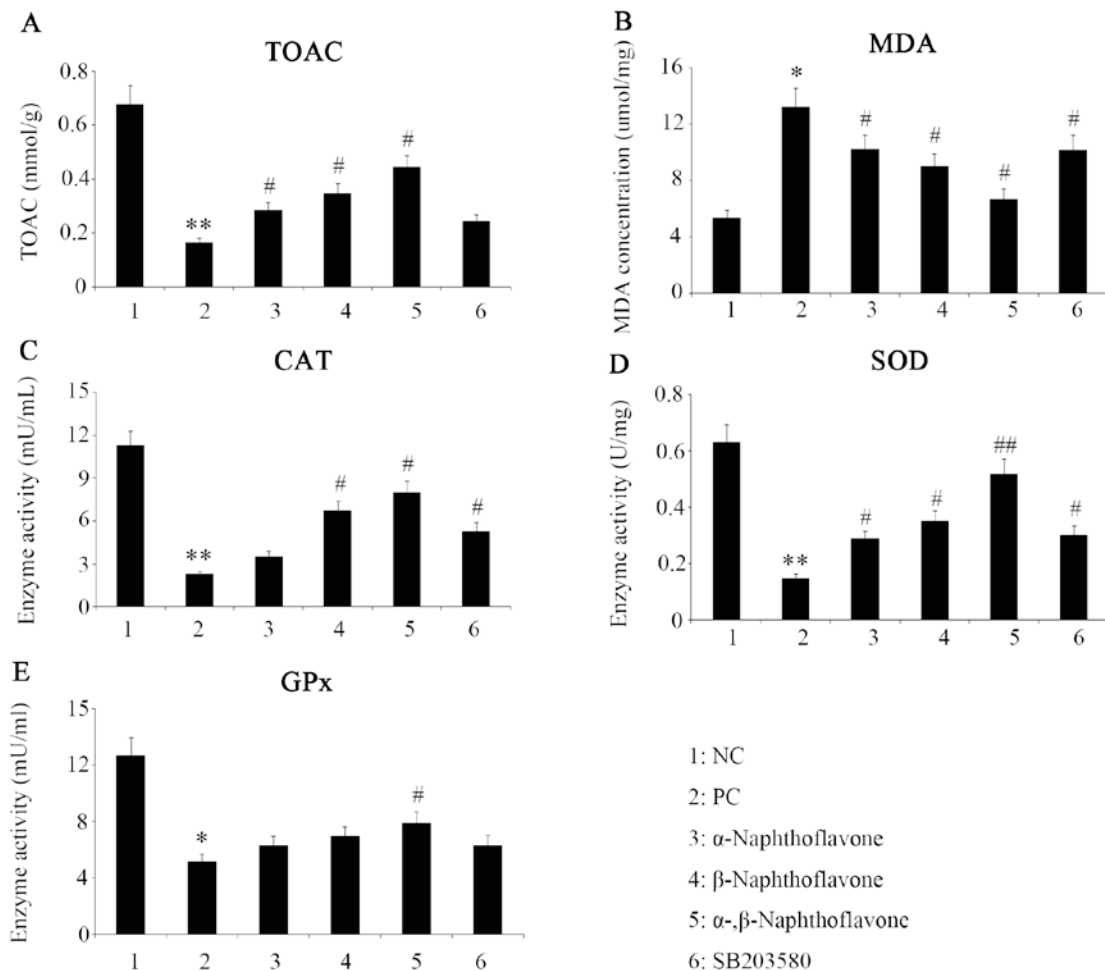 A
TOAC
TOAC (mmol/g)
0.8
0.6
0.4
0.2
0
**
#
#
#
1 2 3 4 5 6
B
MDA
MDA concentration (umol/mg)
16
12
8
4
0
*
#
#
#
#
1 2 3 4 5 6
C
CAT
Enzyme activity (mU/mL)
15
12
9
6
3
0
**
#
#
#
1 2 3 4 5 6
D
SOD
Enzyme activity (U/mg)
0.8
0.6
0.4
0.2
0
**
#
#
##
#
1 2 3 4 5 6
E
GPx
Enzyme activity (mU/ml)
15
12
8
4
0
*
#
1 2 3 4 5 6
1: NC
2: PC
3: α-Naphthoflavone
4: β-Naphthoflavone
5: α-,β-Naphthoflavone
6: SB203580